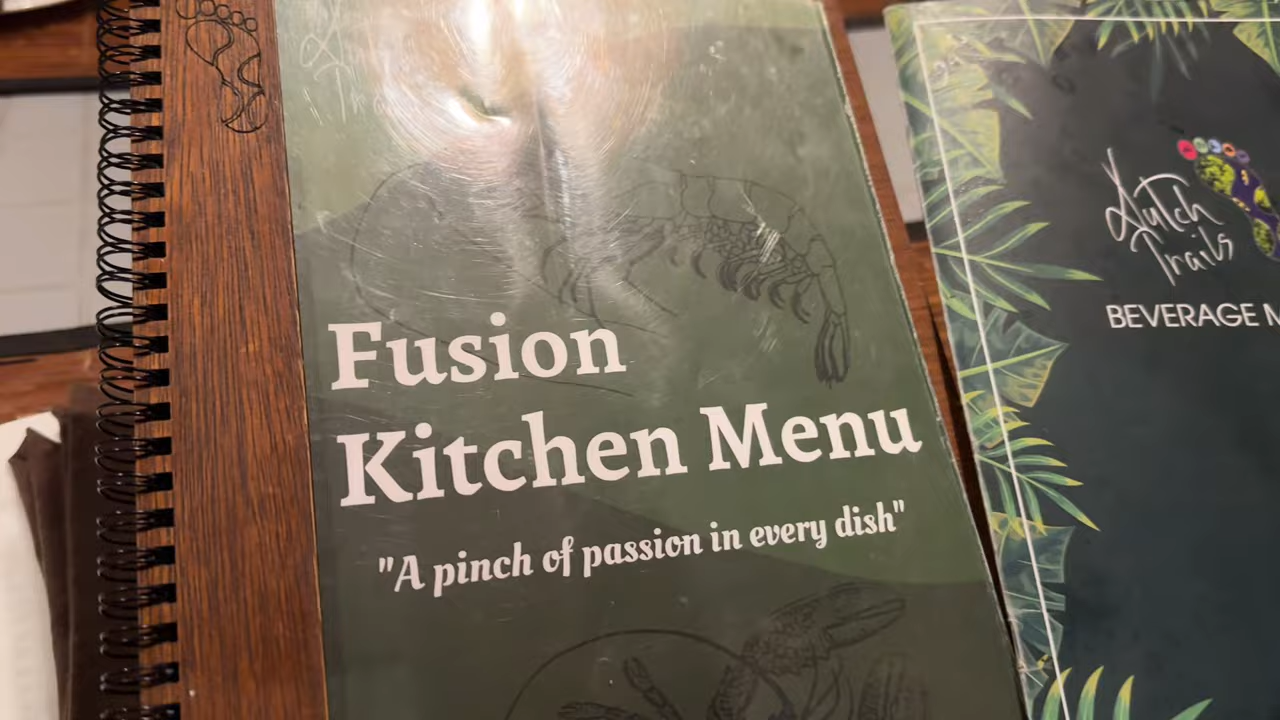 Fusion
Kitchen Menu
"A pinch of passion in every dish"
Dutch
Trails
BEVERAGE